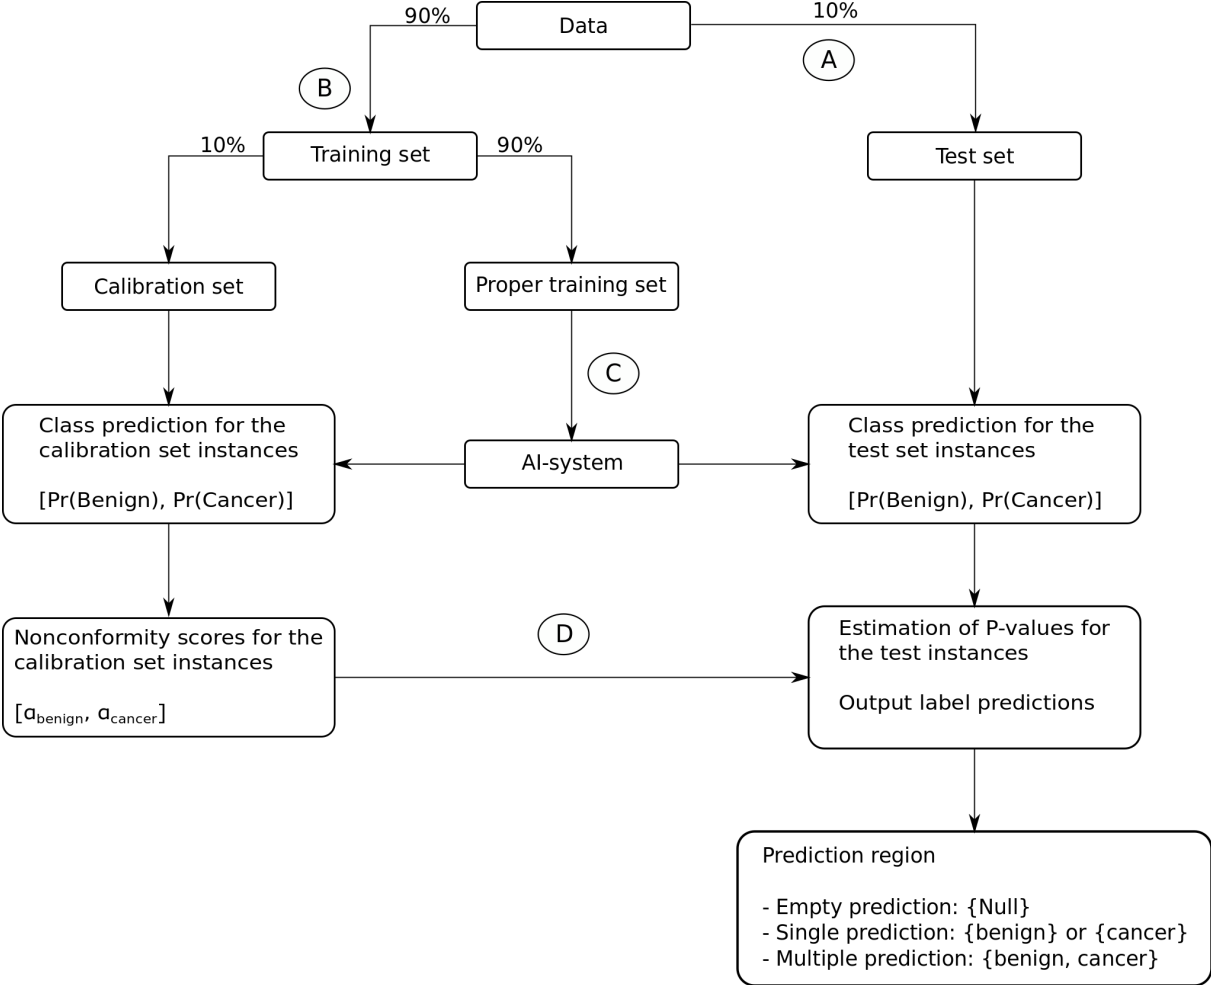 90%
Data
10%
A
B
10%
Training set
90%
Test set
Calibration set
Proper training set
C
Class prediction for the
calibration set instances
[Pr(Benign), Pr(Cancer)]
AI-system
Class prediction for the
test set instances
[Pr(Benign), Pr(Cancer)]
Nonconformity scores for the
calibration set instances
[αbenign, αcancer]
D
Estimation of P-values for
the test instances
Output label predictions
Prediction region
- Empty prediction: {Null}
- Single prediction: {benign} or {cancer}
- Multiple prediction: {benign, cancer}